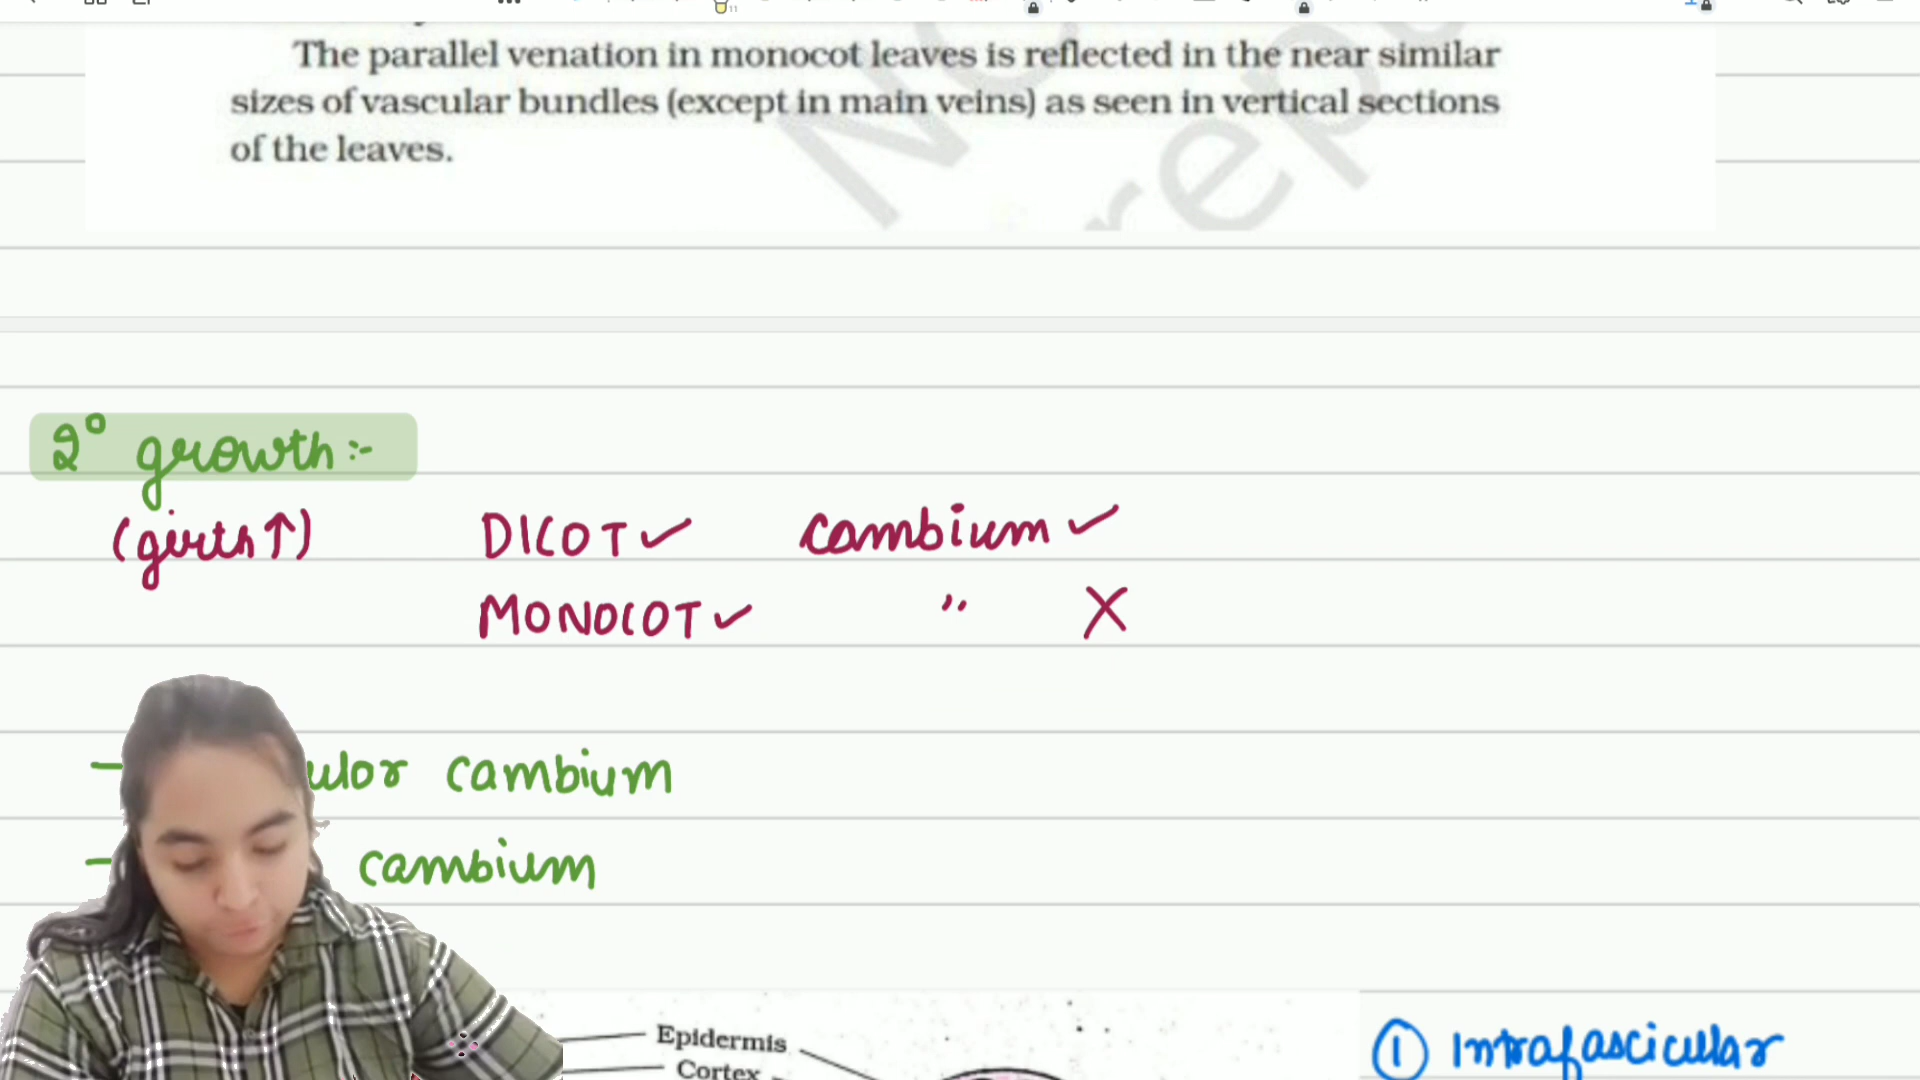 The parallel venation in monocot leaves is reflected in the near similar
sizes of vascular bundles (except in main veins) as seen in vertical sections
of the leaves.
2° growth :-
(girth ↑) DICOT ✓ cambium ✓
MONOCOT ✓ " X
- cambium
- cambium
Epidermis
Cortex
① Intrafascicular